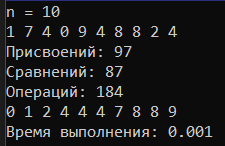 n = 10
1 7 4 0 9 4 8 8 2 4
Присвоений: 97
Сравнений: 87
Операций: 184
0 1 2 4 4 4 7 8 8 9
Время выполнения: 0.001